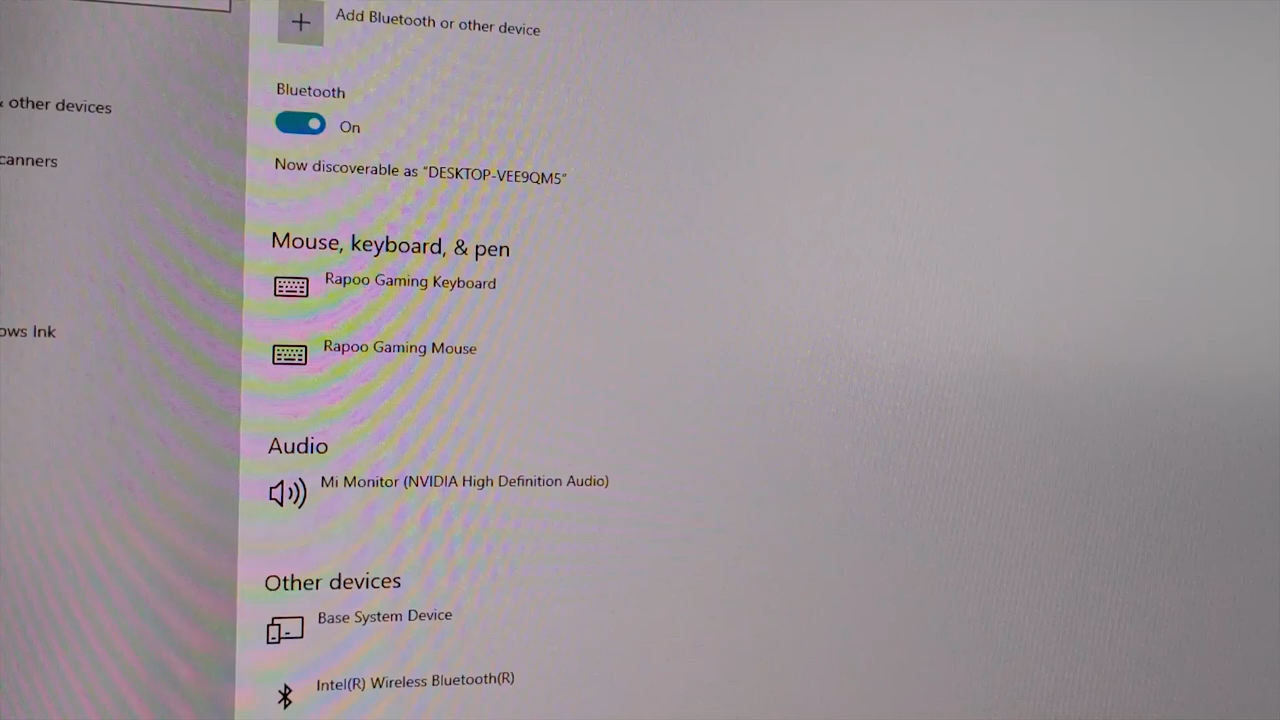 Add Bluetooth or other device
Bluetooth
& other devices
On
canners
Now discoverable as “DESKTOP-VEE9QM5”
Mouse, keyboard, & pen
Rapoo Gaming Keyboard
ows Ink
Rapoo Gaming Mouse
Audio
Mi Monitor (NVIDIA High Definition Audio)
Other devices
Base System Device
Intel(R) Wireless Bluetooth(R)